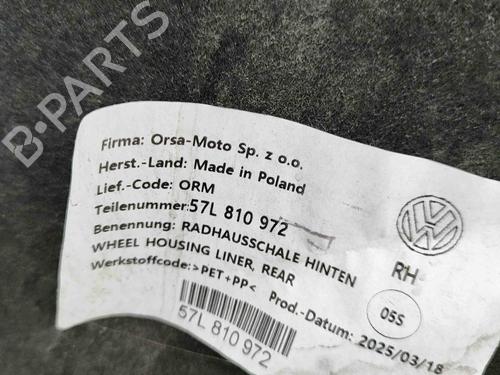 B-PARTS
Firma: Orsa-Moto Sp. z o.o.
Herst.-Land: Made in Poland
Lief.-Code: ORM
Teilenummer: 57L 810 972
Benennung: RADHAUSSCHALE HINTEN
WHEEL HOUSING LINER, REAR
Werkstoffcode: >PET+PP< Prod.-Datum: 2025/03/18
57L 810 972
RH
05S